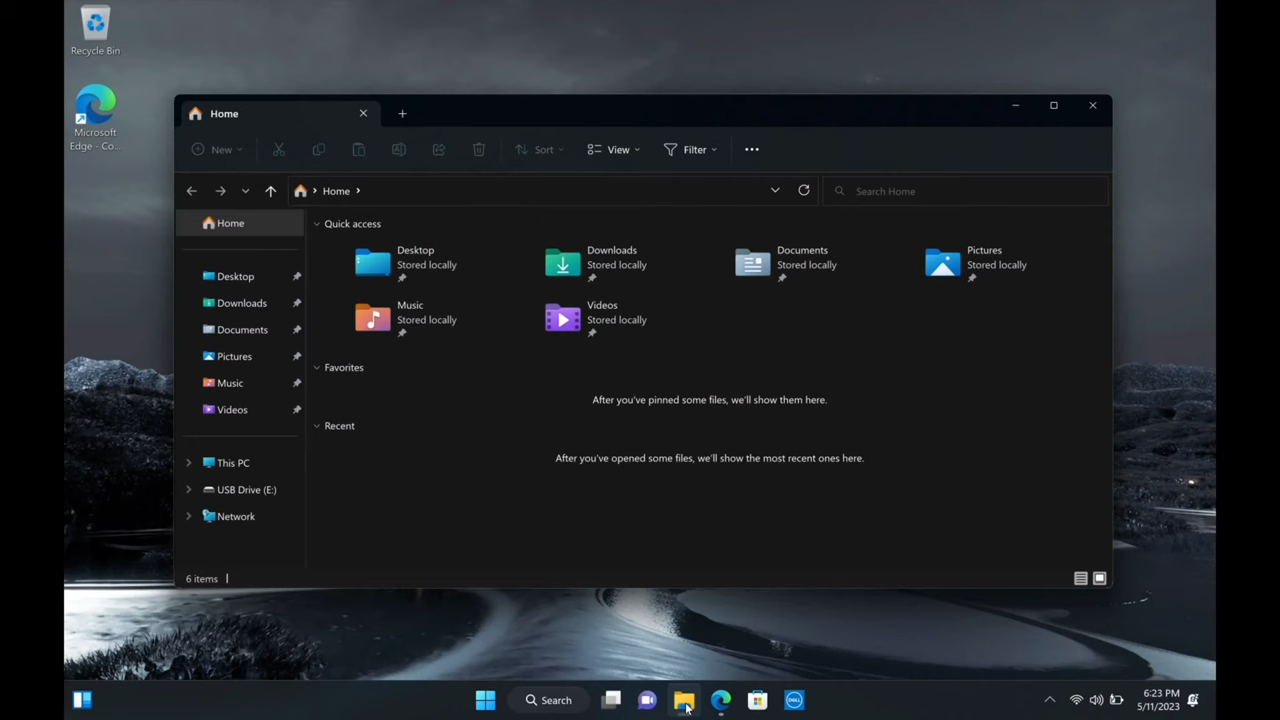 Recycle Bin
Microsoft
Edge - Co...
Home
New
Sort
View
Filter
Home
Search Home
Home
Desktop
Downloads
Documents
Pictures
Music
Videos
This PC
USB Drive (E:)
Network
Quick access
Desktop
Stored locally
Downloads
Stored locally
Documents
Stored locally
Pictures
Stored locally
Music
Stored locally
Videos
Stored locally
Favorites
After you've pinned some files, we'll show them here.
Recent
After you've opened some files, we'll show the most recent ones here.
6 items
Search
DELL
6:23 PM
5/11/2023